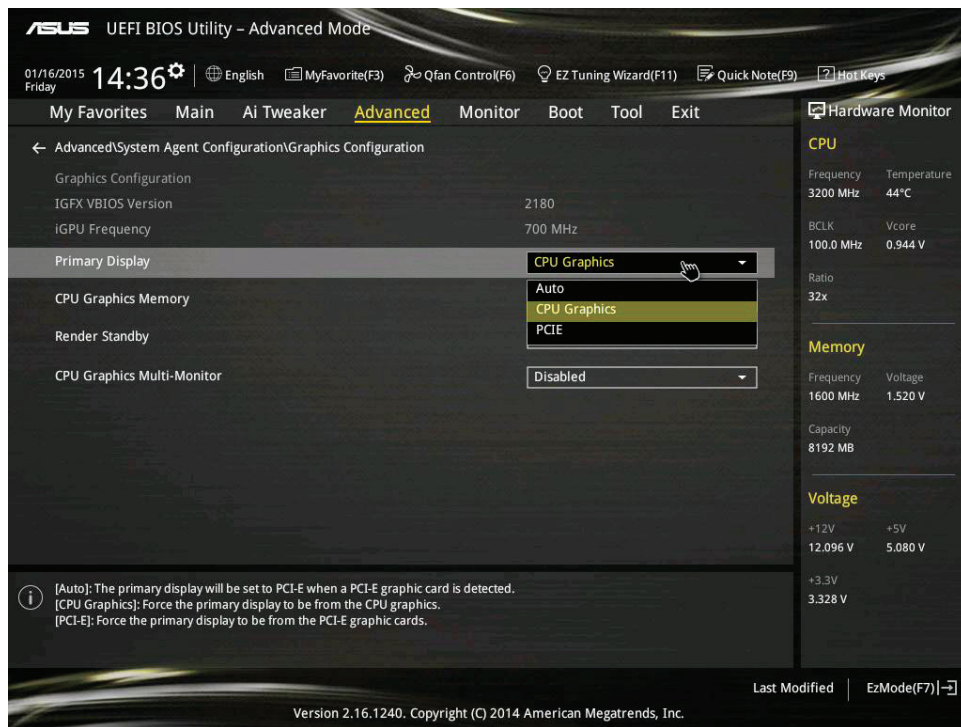 ASUS UEFI BIOS Utility – Advanced Mode
01/16/2015 Friday 14:36 English MyFavorite(F3) Qfan Control(F6) EZ Tuning Wizard(F11) Quick Note(F9) ? Hot Keys
My Favorites Main Ai Tweaker Advanced Monitor Boot Tool Exit
← Advanced\System Agent Configuration\Graphics Configuration
Graphics Configuration
IGFX VBIOS Version 2180
iGPU Frequency 700 MHz
Primary Display CPU Graphics
Auto
CPU Graphics
PCIE
CPU Graphics Memory
Render Standby
CPU Graphics Multi-Monitor Disabled
[Auto]: The primary display will be set to PCI-E when a PCI-E graphic card is detected.
[CPU Graphics]: Force the primary display to be from the CPU graphics.
[PCI-E]: Force the primary display to be from the PCI-E graphic cards.
Hardware Monitor
CPU
Frequency Temperature
3200 MHz 44°C
BCLK Vcore
100.0 MHz 0.944 V
Ratio
32x
Memory
Frequency Voltage
1600 MHz 1.520 V
Capacity
8192 MB
Voltage
+12V +5V
12.096 V 5.080 V
+3.3V
3.328 V
Last Modified EzMode(F7)
Version 2.16.1240. Copyright (C) 2014 American Megatrends, Inc.